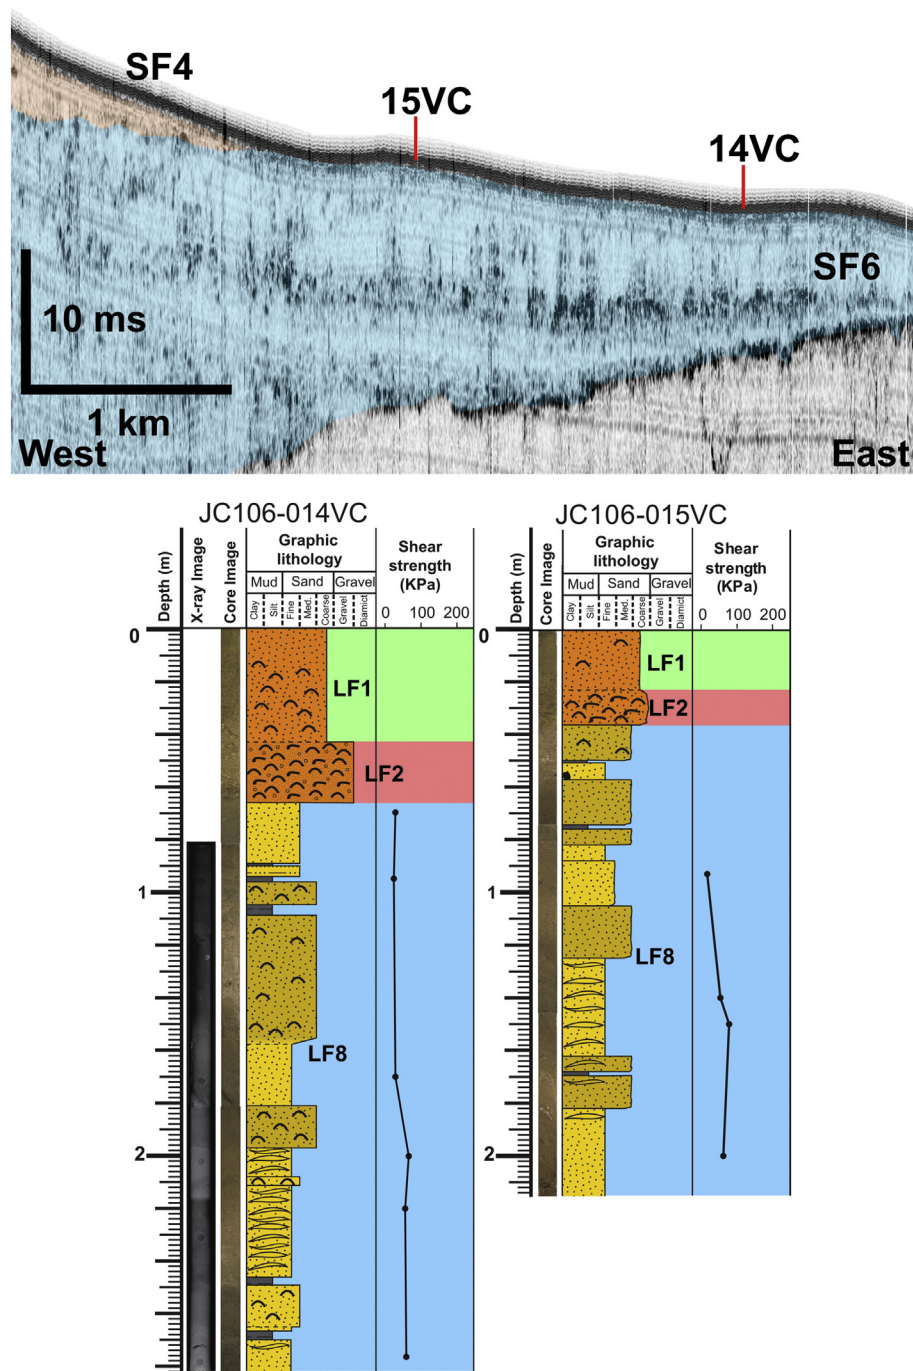 SF4
15VC
14VC
SF6
10 ms
1 km
West
East
JC106-014VC
JC106-015VC
Depth (m)
X-ray Image
Core Image
Graphic
lithology
Mud
Sand
Gravel
Clay
Silt
Fine
Med.
Coarse
Gravel
Diamict
Shear
strength
(KPa)
0 100 200
0
1
2
LF1
LF2
LF8
Depth (m)
Core Image
Graphic
lithology
Mud
Sand
Gravel
Clay
Silt
Fine
Med.
Coarse
Gravel
Diamict
Shear
strength
(KPa)
0 100 200
0
1
2
LF1
LF2
LF8